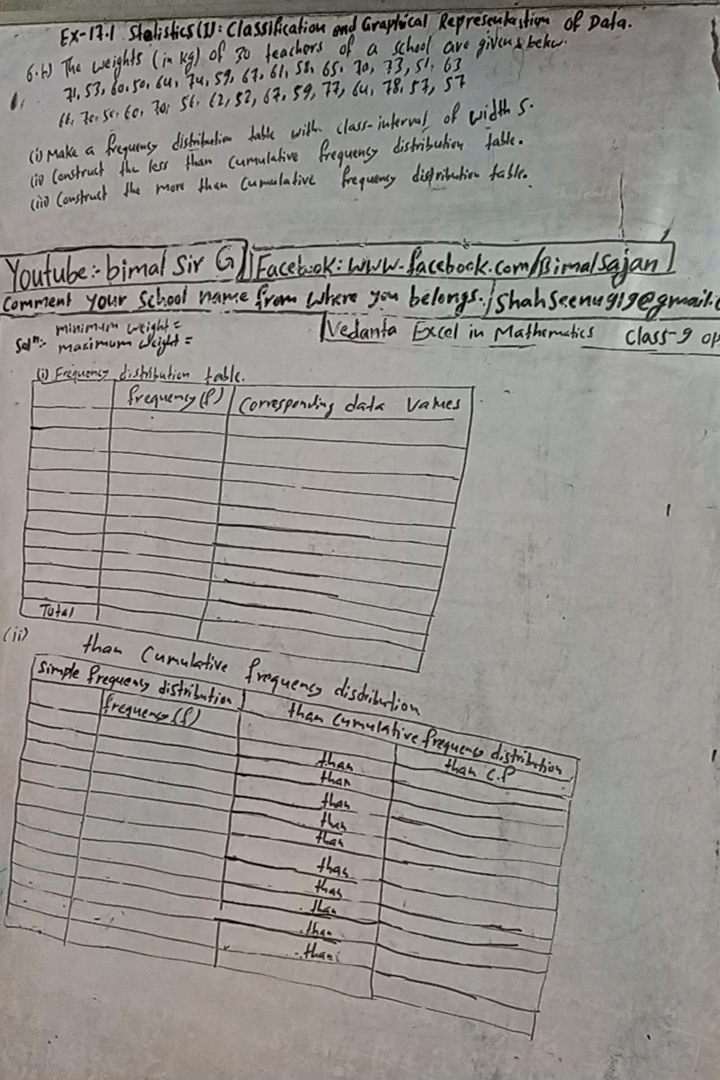 Ex-17.1 Statistics(I): Classification and Graphical Representation of Data.
6.b) The weights (in kg) of 30 teachers of a school are given below.
71, 53, 60, 50, 64, 74, 59, 67, 61, 58, 65, 70, 73, 51, 63
66, 70, 50, 60, 70, 56, 62, 52, 67, 59, 77, 64, 78, 57, 57
(i) Make a frequency distribution table with class-interval of width 5.
(ii) Construct the less than cumulative frequency distribution table.
(iii) Construct the more than cumulative frequency distribution table.
Youtube:- bimal Sir G
Facebook: www.facebook.com/Bimalsajan
Comment your School name from where you belongs.
Shahseenu919@gmail.c
Vedanta Excel in Mathematics Class-9 op
Solⁿ:- minimum weight =
maximum weight =
(i) Frequency distribution table.
frequency (f) Corresponding data Values
Total
(ii)
than Cumulative frequency distribution
Simple frequency distribution than cumulative frequency distribution
frequency (f) than C.f
than
than
than
than
than
than
than
than
than
than